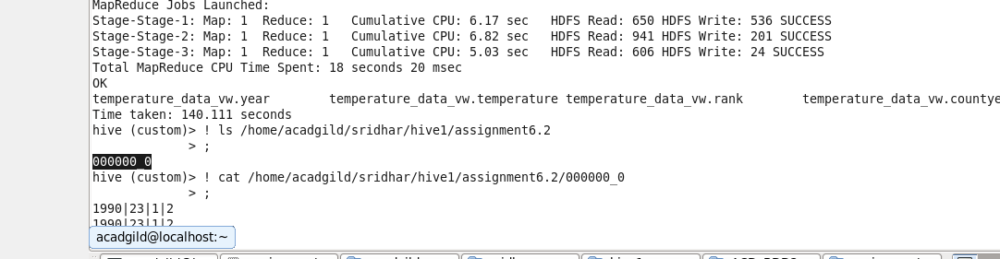 MapReduce Jobs Launched:
Stage-Stage-1: Map: 1  Reduce: 1   Cumulative CPU: 6.17 sec   HDFS Read: 650 HDFS Write: 536 SUCCESS
Stage-Stage-2: Map: 1  Reduce: 1   Cumulative CPU: 6.82 sec   HDFS Read: 941 HDFS Write: 201 SUCCESS
Stage-Stage-3: Map: 1  Reduce: 1   Cumulative CPU: 5.03 sec   HDFS Read: 606 HDFS Write: 24 SUCCESS
Total MapReduce CPU Time Spent: 18 seconds 20 msec
OK
temperature_data_vw.year        temperature_data_vw.temperature temperature_data_vw.rank        temperature_data_vw.countye
Time taken: 140.111 seconds
hive (custom)> ! ls /home/acadgild/sridhar/hive1/assignment6.2
             > ;
000000_0
hive (custom)> ! cat /home/acadgild/sridhar/hive1/assignment6.2/000000_0
             > ;
1990|23|1|2
1990|23|1|2
acadgild@localhost:~